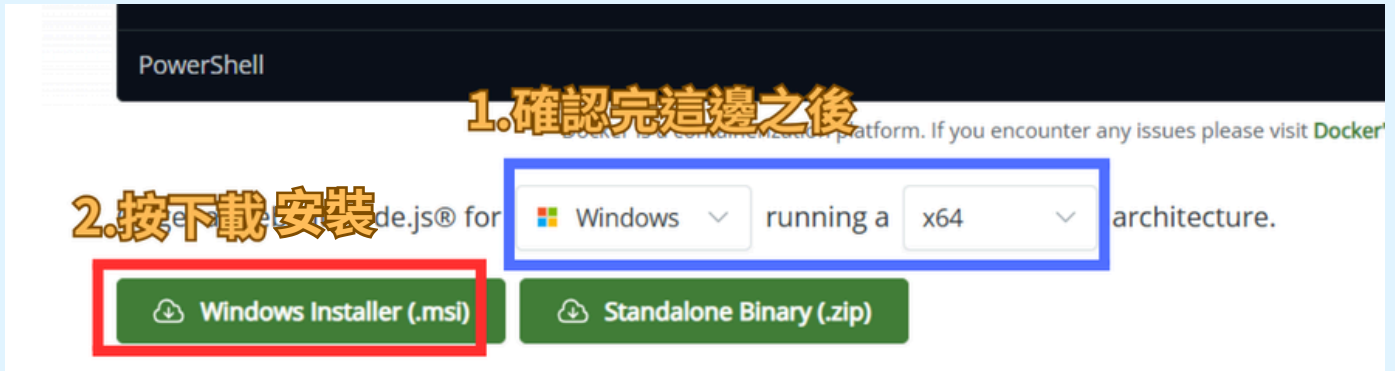 PowerShell
1.確認完這邊之後
platform. If you encounter any issues please visit Docker'
2.按下載 安裝
de.js® for Windows running a x64 architecture.
Windows Installer (.msi)
Standalone Binary (.zip)